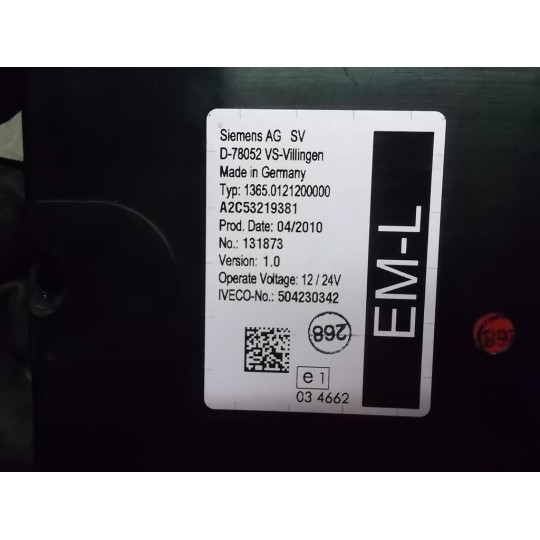 Siemens AG SV
D-78052 VS-Villingen
Made in Germany
Typ: 1365.0121200000
A2C53219381
Prod. Date: 04/2010
No.: 131873
Version: 1.0
Operate Voltage: 12 / 24V
IVECO-No.: 504230342
268
e1
03 4662
EM-L